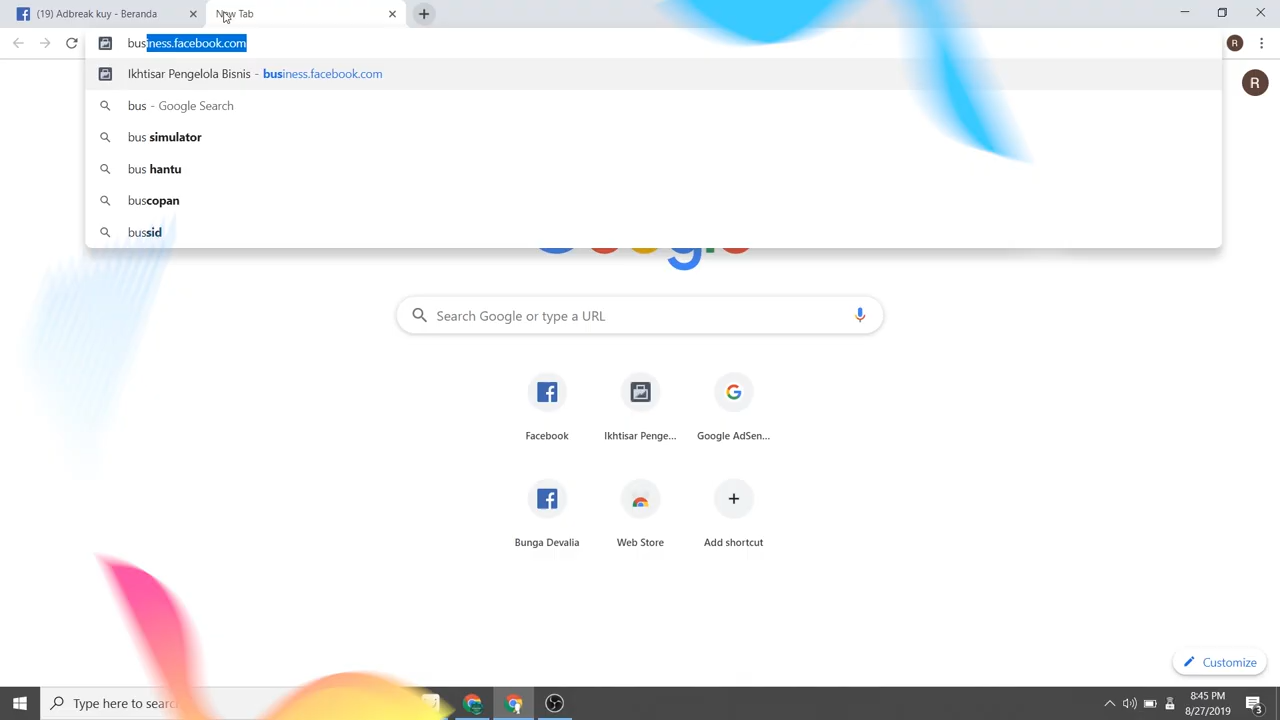 (19) Adbreak kuy - Beranda
New Tab
business.facebook.com
R
Ikhtisar Pengelola Bisnis - business.facebook.com
R
bus - Google Search
bus simulator
bus hantu
buscopan
bussid
Search Google or type a URL
Facebook
Ikhtisar Penge...
Google AdSen...
Bunga Devalia
Web Store
Add shortcut
Customize
Type here to searc
8:45 PM
8/27/2019
3